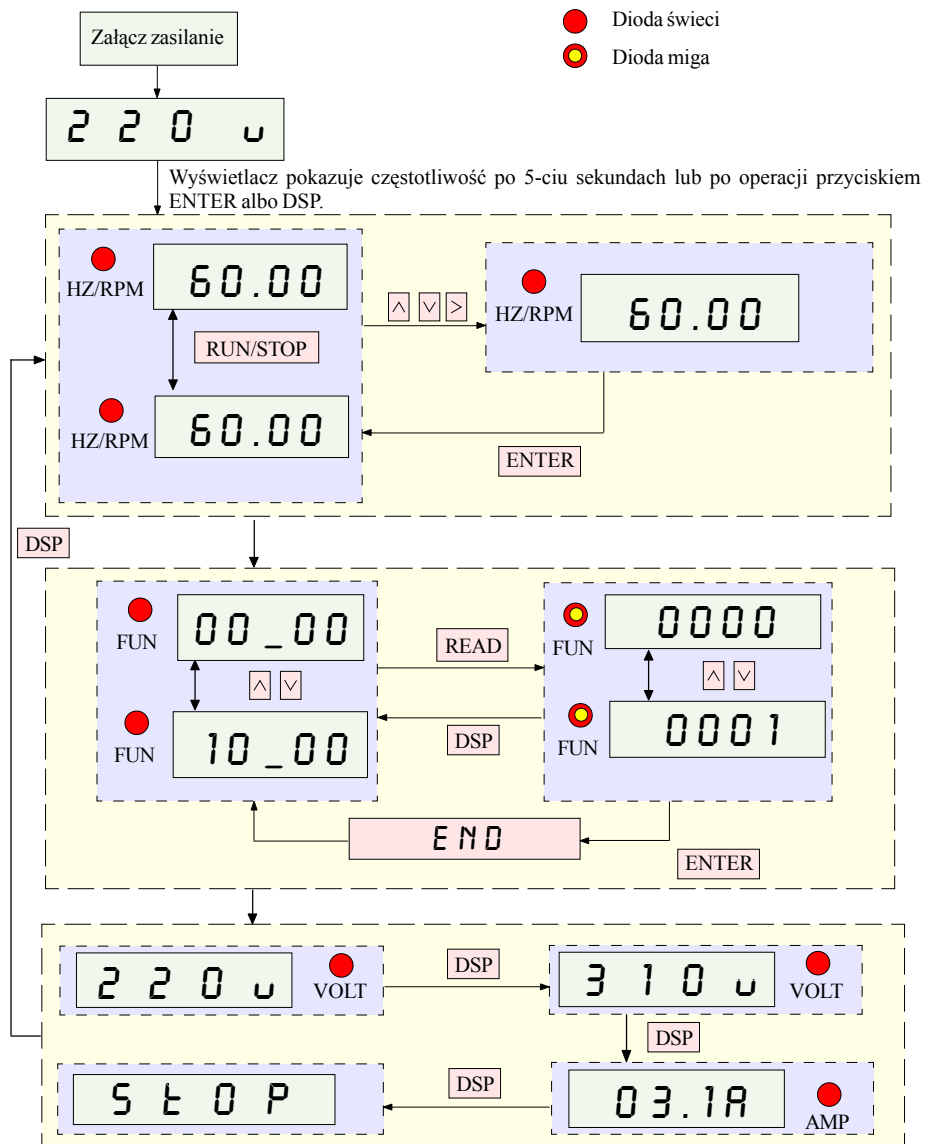 Dioda świeci
Załącz zasilanie
Dioda miga
2 2 0 u
Wyświetlacz pokazuje częstotliwość po 5-ciu sekundach lub po operacji przyciskiem
ENTER albo DSP.
60.00
HZ/RPM
RUN/STOP
60.00
HZ/RPM
^ v >
HZ/RPM
60.00
ENTER
DSP
FUN
00_00
^ v
FUN
10_00
READ
DSP
FUN
0000
^ v
FUN
0001
END
ENTER
2 2 0 u
VOLT
DSP
3 1 0 u
VOLT
DSP
StOP
DSP
03.1A
AMP